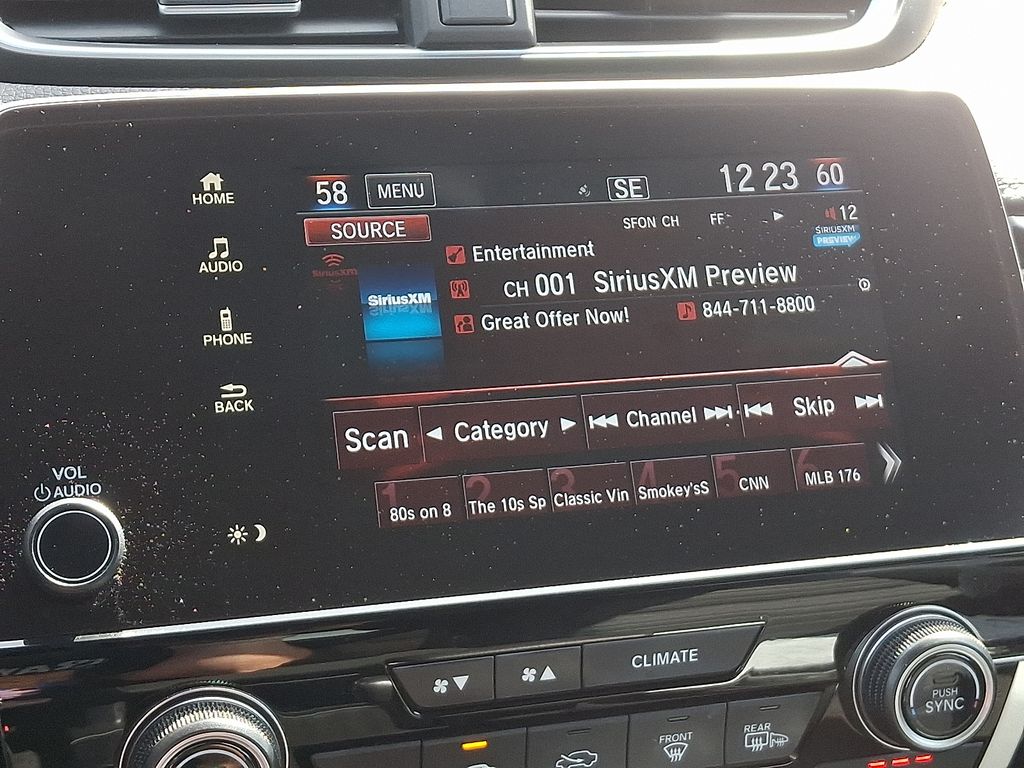 58 MENU SE 12 23 60
SOURCE
SFON CH FF 12
SIRIUSXM
PREVIEW
SiriusXM
SiriusXM
Entertainment
CH 001 SiriusXM Preview
Great Offer Now! 844-711-8800
Scan Category Channel Skip
1 80s on 8
2 The 10s Sp
3 Classic Vin
4 Smokey'sS
5 CNN
6 MLB 176
HOME
AUDIO
PHONE
BACK
VOL
AUDIO
CLIMATE
PUSH
SYNC
FRONT
REAR